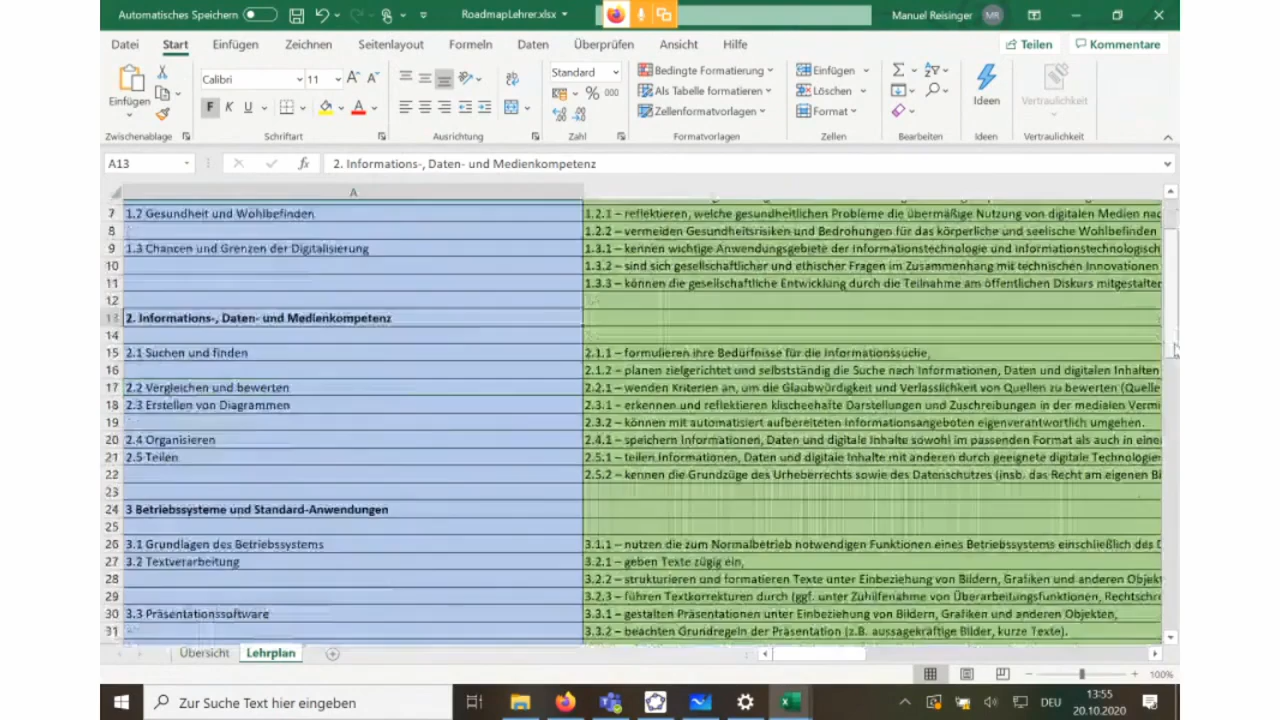 Automatisches Speichern RoadmapLehrer.xlsx Manuel Reisinger MR
Datei Start Einfügen Zeichnen Seitenlayout Formeln Daten Überprüfen Ansicht Hilfe Teilen Kommentare
Einfügen Calibri 11 Standard Bedingte Formatierung Einfügen Ideen Vertraulichkeit
F K U Als Tabelle formatieren Löschen
% 000 Zellenformatvorlagen Format
Zwischenablage Schriftart Ausrichtung Zahl Formatvorlagen Zellen Bearbeiten Ideen Vertraulichkeit
A13 fx 2. Informations-, Daten- und Medienkompetenz
A
7 1.2 Gesundheit und Wohlbefinden 1.2.1 – reflektieren, welche gesundheitlichen Probleme die übermäßige Nutzung von digitalen Medien nac
8 1.2.2 – vermeiden Gesundheitsrisiken und Bedrohungen für das körperliche und seelische Wohlbefinden
9 1.3 Chancen und Grenzen der Digitalisierung 1.3.1 – kennen wichtige Anwendungsgebiete der Informationstechnologie und informationstechnologisch
10 1.3.2 – sind sich gesellschaftlicher und ethischer Fragen im Zusammenhang mit technischen Innovationen
11 1.3.3 – können die gesellschaftliche Entwicklung durch die Teilnahme am öffentlichen Diskurs mitgestalten
12
13 2. Informations-, Daten- und Medienkompetenz
14
15 2.1 Suchen und finden 2.1.1 – formulieren ihre Bedürfnisse für die Informationssuche,
16 2.1.2 – planen zielgerichtet und selbstständig die Suche nach Informationen, Daten und digitalen Inhalten
17 2.2 Vergleichen und bewerten 2.2.1 – wenden Kriterien an, um die Glaubwürdigkeit und Verlässlichkeit von Quellen zu bewerten (Quelle
18 2.3 Erstellen von Diagrammen 2.3.1 – erkennen und reflektieren klischeehafte Darstellungen und Zuschreibungen in der medialen Vermi
19 2.3.2 – können mit automatisiert aufbereiteten Informationsangeboten eigenverantwortlich umgehen.
20 2.4 Organisieren 2.4.1 – speichern Informationen, Daten und digitale Inhalte sowohl im passenden Format als auch in eine
21 2.5 Teilen 2.5.1 – teilen Informationen, Daten und digitale Inhalte mit anderen durch geeignete digitale Technologie
22 2.5.2 – kennen die Grundzüge des Urheberrechts sowie des Datenschutzes (insb. das Recht am eigenen Bi
23
24 3 Betriebssysteme und Standard-Anwendungen
25
26 3.1 Grundlagen des Betriebssystems 3.1.1 – nutzen die zum Normalbetrieb notwendigen Funktionen eines Betriebssystems einschließlich des D
27 3.2 Textverarbeitung 3.2.1 – geben Texte zügig ein,
28 3.2.2 – strukturieren und formatieren Texte unter Einbeziehung von Bildern, Grafiken und anderen Objekt
29 3.2.3 – führen Textkorrekturen durch (ggf. unter Zuhilfenahme von Überarbeitungsfunktionen, Rechtschre
30 3.3 Präsentationssoftware 3.3.1 – gestalten Präsentationen unter Einbeziehung von Bildern, Grafiken und anderen Objekten,
31 3.3.2 – beachten Grundregeln der Präsentation (z.B. aussagekräftige Bilder, kurze Texte).
Übersicht Lehrplan
100%
Zur Suche Text hier eingeben DEU 13:55
20.10.2020